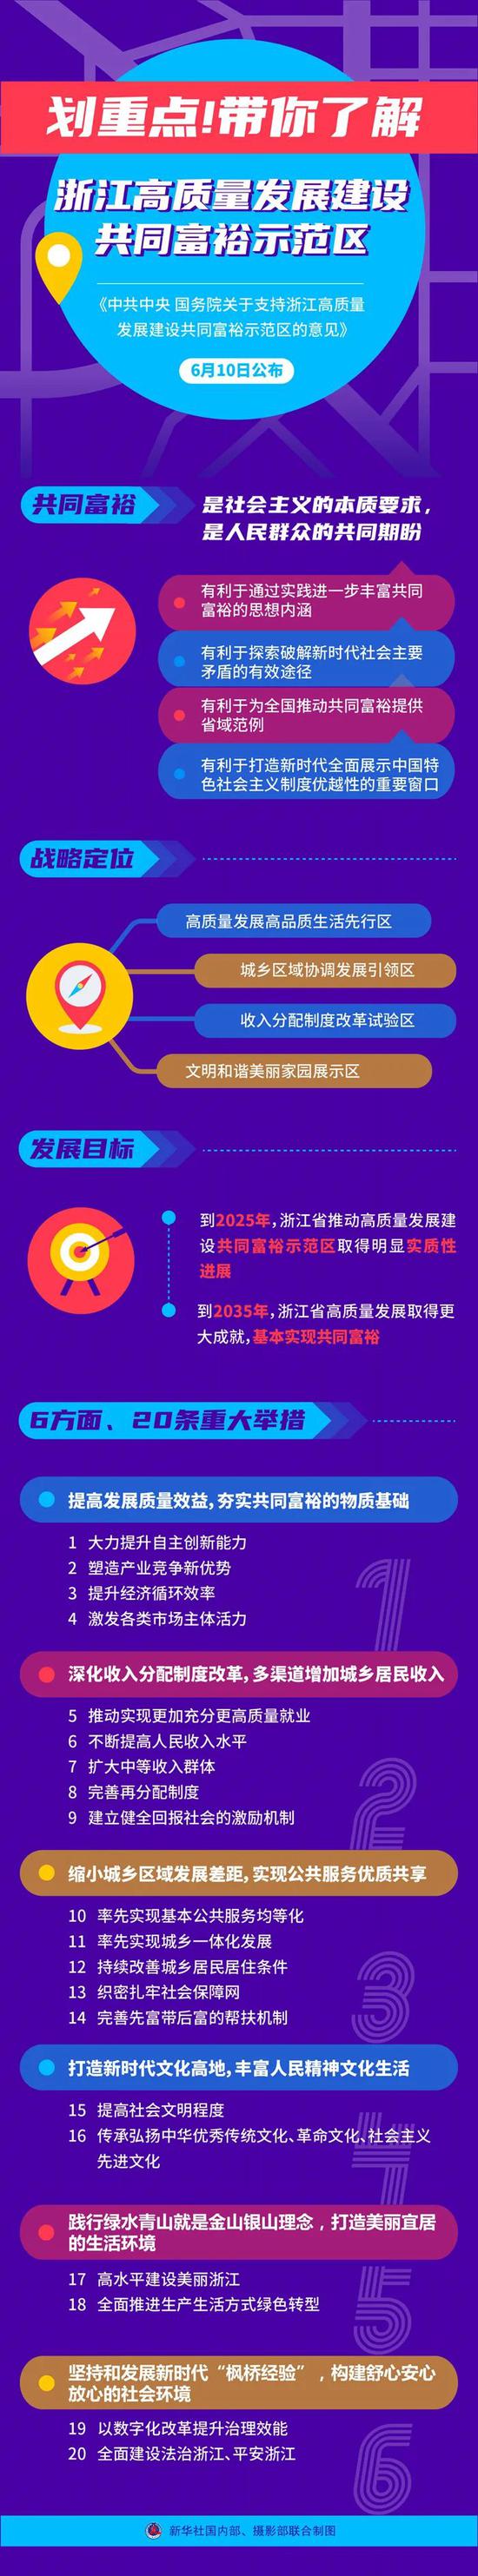 划重点!带你了解
浙江高质量发展建设
共同富裕示范区
《中共中央 国务院关于支持浙江高质量
发展建设共同富裕示范区的意见》
6月10日公布
共同富裕
是社会主义的本质要求，
是人民群众的共同期盼
有利于通过实践进一步丰富共同
富裕的思想内涵
有利于探索破解新时代社会主要
矛盾的有效途径
有利于为全国推动共同富裕提供
省域范例
有利于打造新时代全面展示中国特
色社会主义制度优越性的重要窗口
战略定位
高质量发展高品质生活先行区
城乡区域协调发展引领区
收入分配制度改革试验区
文明和谐美丽家园展示区
发展目标
到2025年，浙江省推动高质量发展建
设共同富裕示范区取得明显实质性
进展
到2035年，浙江省高质量发展取得更
大成就，基本实现共同富裕
6方面、20条重大举措
提高发展质量效益，夯实共同富裕的物质基础
1 大力提升自主创新能力
2 塑造产业竞争新优势
3 提升经济循环效率
4 激发各类市场主体活力
1
深化收入分配制度改革，多渠道增加城乡居民收入
5 推动实现更加充分更高质量就业
6 不断提高人民收入水平
7 扩大中等收入群体
8 完善再分配制度
9 建立健全回报社会的激励机制
2
缩小城乡区域发展差距，实现公共服务优质共享
10 率先实现基本公共服务均等化
11 率先实现城乡一体化发展
12 持续改善城乡居民居住条件
13 织密扎牢社会保障网
14 完善先富带后富的帮扶机制
3
打造新时代文化高地，丰富人民精神文化生活
15 提高社会文明程度
16 传承弘扬中华优秀传统文化、革命文化、社会主义
先进文化
4
践行绿水青山就是金山银山理念，打造美丽宜居
的生活环境
17 高水平建设美丽浙江
18 全面推进生产生活方式绿色转型
5
坚持和发展新时代“枫桥经验”，构建舒心安心
放心的社会环境
19 以数字化改革提升治理效能
20 全面建设法治浙江、平安浙江
6
新华社国内部、摄影部联合制图